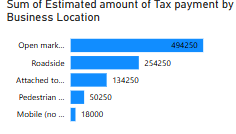 Sum of Estimated amount of Tax payment by
Business Location
Open mark... 494250
Roadside 254250
Attached to... 134250
Pedestrian ... 50250
Mobile (no ... 18000